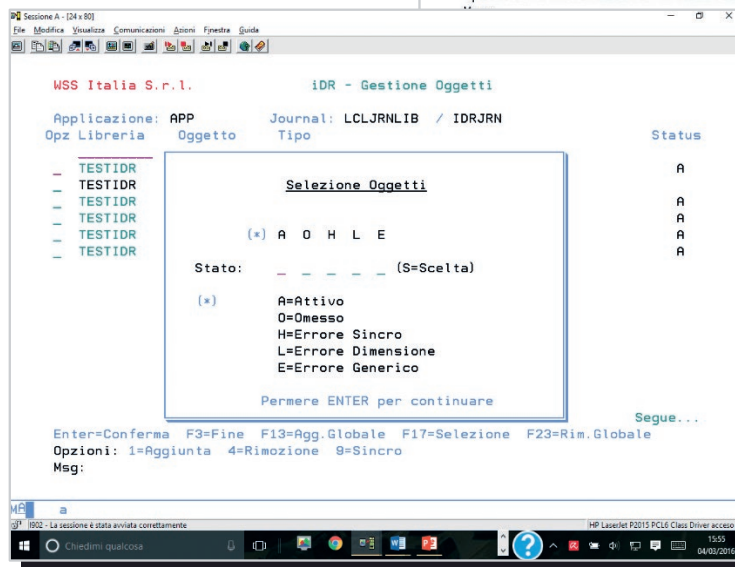 Sessione A - [24 x 80]
File Modifica Visualizza Comunicazioni Azioni Finestra Guida
WSS Italia S.r.l. iDR - Gestione Oggetti
Applicazione: APP Journal: LCLJRNLIB / IDRJRN
Opz Libreria Oggetto Tipo Status
_ TESTIDR A
_ TESTIDR
_ TESTIDR A
_ TESTIDR A
_ TESTIDR A
_ TESTIDR A
Selezione Oggetti
(*) A O H L E
Stato: _ _ _ _ _ (S=Scelta)
(*) A=Attivo
O=Omesso
H=Errore Sincro
L=Errore Dimensione
E=Errore Generico
Permere ENTER per continuare
Segue...
Enter=Conferma F3=Fine F13=Agg.Globale F17=Selezione F23=Rim.Globale
Opzioni: 1=Aggiunta 4=Rimozione 9=Sincro
Msg:
MA a
I902 - La sessione è stata avviata correttamente HP LaserJet P2015 PCL6 Class Driver acceso
Chiedimi qualcosa
15:55
04/03/2016